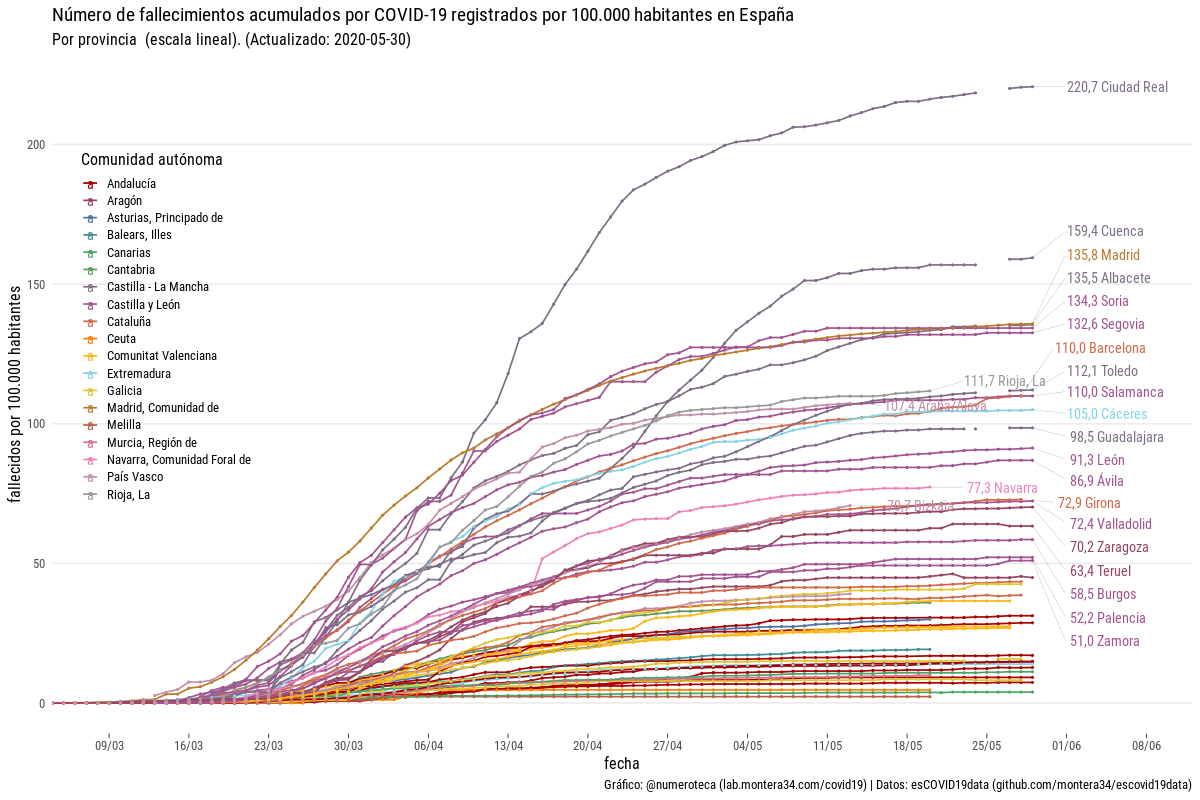 Número de fallecimientos acumulados por COVID-19 registrados por 100.000 habitantes en España
Por provincia (escala lineal). (Actualizado: 2020-05-30)
fallecidos por 100.000 habitantes
200
150
100
50
0
Comunidad autónoma
Andalucía
Aragón
Asturias, Principado de
Balears, Illes
Canarias
Cantabria
Castilla - La Mancha
Castilla y León
Cataluña
Ceuta
Comunitat Valenciana
Extremadura
Galicia
Madrid, Comunidad de
Melilla
Murcia, Región de
Navarra, Comunidad Foral de
País Vasco
Rioja, La
220,7 Ciudad Real
159,4 Cuenca
135,8 Madrid
135,5 Albacete
134,3 Soria
132,6 Segovia
110,0 Barcelona
112,1 Toledo
111,7 Rioja, La
110,0 Salamanca
107,4 Araba/Álava
105,0 Cáceres
98,5 Guadalajara
91,3 León
86,9 Ávila
77,3 Navarra
70,7 Bizkaia
72,9 Girona
72,4 Valladolid
70,2 Zaragoza
63,4 Teruel
58,5 Burgos
52,2 Palencia
51,0 Zamora
09/03 16/03 23/03 30/03 06/04 13/04 20/04 27/04 04/05 11/05 18/05 25/05 01/06 08/06
fecha
Gráfico: @numeroteca (lab.montera34.com/covid19) | Datos: esCOVID19data (github.com/montera34/escovid19data)